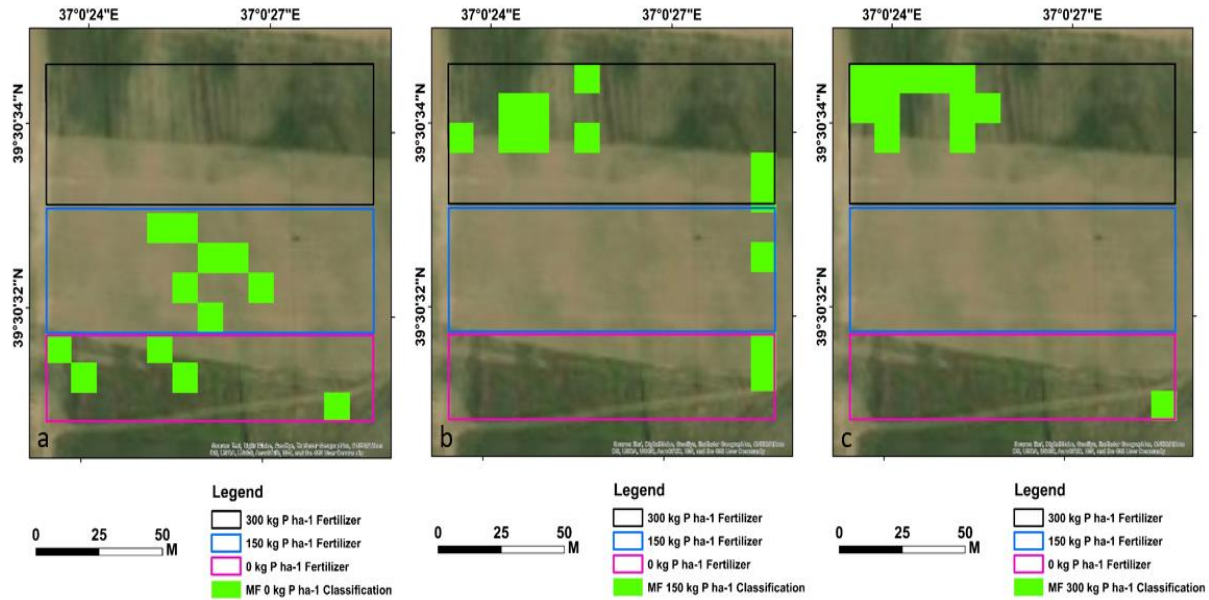 37°0'24"E 37°0'27"E 37°0'24"E 37°0'27"E 37°0'24"E 37°0'27"E
39°30'34"N 39°30'34"N 39°30'34"N
39°30'32"N 39°30'32"N 39°30'32"N
a b c
Legend Legend Legend
0 25 50 M 0 25 50 M 0 25 50 M
300 kg P ha-1 Fertilizer 300 kg P ha-1 Fertilizer 300 kg P ha-1 Fertilizer
150 kg P ha-1 Fertilizer 150 kg P ha-1 Fertilizer 150 kg P ha-1 Fertilizer
0 kg P ha-1 Fertilizer 0 kg P ha-1 Fertilizer 0 kg P ha-1 Fertilizer
MF 0 kg P ha-1 Classification MF 150 kg P ha-1 Classification MF 300 kg P ha-1 Classification